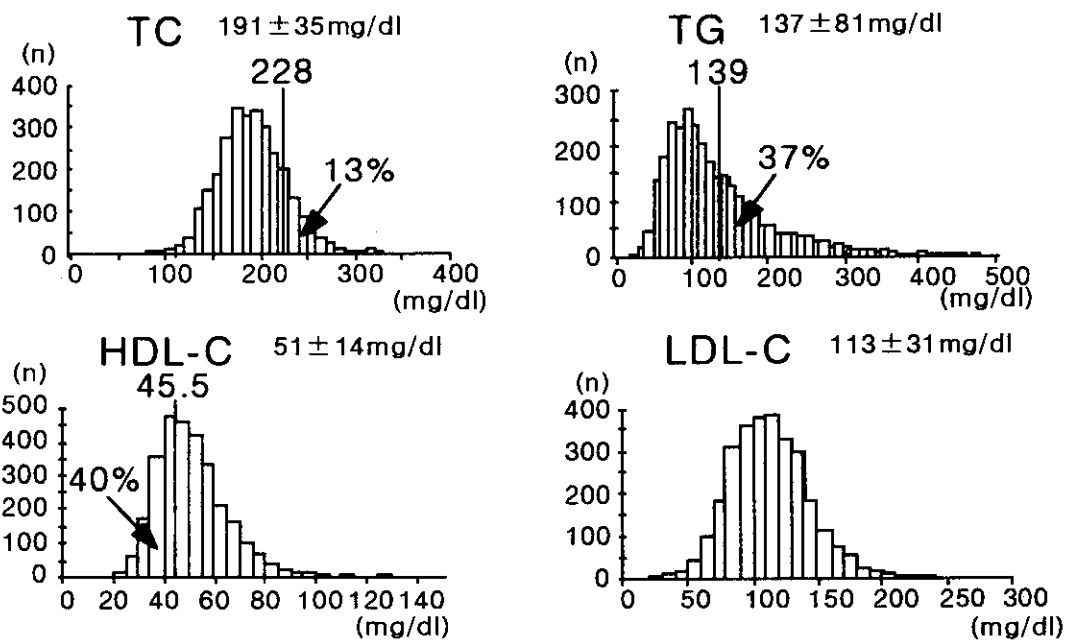 TC 191±35mg/dl
(n)
228
400
300
200
100
0
13%
0 100 200 300 400
(mg/dl)
TG 137±81mg/dl
(n)
139
300
200
100
0
37%
0 100 200 300 400 500
(mg/dl)
HDL-C 51±14mg/dl
(n)
45.5
500
400
300
200
100
0
40%
0 20 40 60 80 100 120 140
(mg/dl)
LDL-C 113±31mg/dl
(n)
400
300
200
100
0
0 50 100 150 200 250 300
(mg/dl)